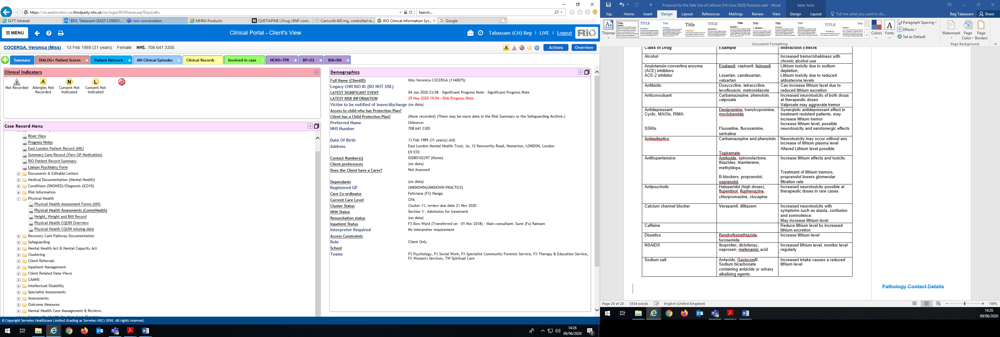 https://rio.eastlondon.cse.thirdparty.nhs.uk/rio/login/RIOIframe.asp?DaysLeft=
Search...
ELFT Intranet
BEG, Tabassam (EAST LONDO...
Join conversation
MHRA Products
QUETIAPINE | Drug | BNF cont...
Camcolit 400 mg, controlled re...
RiO Clinical Information Sys...
Google
MENU
Clinical Portal - Client's View
Tabassam (CH) Beg | LIVE | Logout
RiO
COCERGA, Veronica (Miss) 13 Feb 1989 (31 years) Female NHS. 708 641 3305
A
Actions
Overview
Summary
DIALOG+ Patient Scores
Patient Network
MH Clinical Episodes
Clinical Records
Involved in case
NEWS+TPR
BP+O2
BMI+BM
Clinical Indicators
A
N
L
Not Recorded
Allergies Not Recorded
Consent Not Indicated
Consent Not Indicated
Case Record Menu
River View
Progress Notes
East London Patient Record (HIE)
Summary Care Record (View GP Medication)
RIO Patient Record Summary
Liaison Psychiatry Form
Documents & Editable Letters
Medical Documentation (Mental Health)
Conditions (SNOMED)/Diagnosis (ICD10)
Risk Information
Physical Health
Physical Health Assessment Forms (MH)
Physical Health Assessments (CommHealth)
Height, Weight and BMI Record
Physical Health CQUIN Overview
Physical Health CQUIN missing data
Recovery Care Pathway Documentation
Safeguarding
Mental Health Act & Mental Capacity Act
Clustering
Client Referrals
Inpatient Management
Client Related Data-Views
CAMHS
Intellectual Disability
Specialist Assessments
Assessments
Outcome Measures
Mental Health Care Management & Reviews
Demographics
Full Name (ClientID) Miss Veronica COCERGA (1140075)
Legacy CHN RiO ID (DO NOT USE)
LATEST SIGNIFICANT EVENT 04 Jun 2020 23:58 - Significant Progress Note - Significant Progress Note
LATEST RISK INFORMATION 29 May 2020 19:54 - Risk Progress Note
Victim to be notified of leave/discharge (no data)
Access to child who has Protection Plan?
Client has a Child Protection Plan? (None recorded) (There may be more data in the Risk Summary or the Safeguarding Archive.)
Preferred Name Unknown
NHS Number 708 641 3305
Date Of Birth 13 Feb 1989 (31 year(s) old)
Address East London Mental Health Trust, Jo, 12 Kenworthy Road, Homerton, LONDON, London
E9 5TD
Contact Number(s) 02085102297 (Home)
Client preferences (no data)
Does the Client have a Carer? Not Assessed
Dependants (no data)
Registered GP UNKNOWN(UNKNOWN PRACTICE)
Care Co-ordinator Feliciana (FX) Nanga
Current Care Level CPA
Cluster Status Cluster 11, review due date 21 Nov 2020
MHA Status Section 3 - Admission for treatment
Resuscitation status (no data)
Inpatient Status FX Bow Ward (Transferred on - 01 Nov 2018) - Main consultant: Sumi (Fx) Ratnam
Interpreter Required No interpreter requirement
Access Constraints
Role Client Only
School
Teams FX Psychology, FX Social Work, FX Specialist Community Forensic Service, FX Therapy & Education Service,
FX Women's Services, TW Spiritual Care
© Copyright Servelec Healthcare Limited (trading as Servelec HSC) 2018. All rights reserved.
14:26
09/06/2020
2
Protocol for the Safe Use of Lithium (V4 June 2020) Poonam edit - Word
Table Tools
File Home Insert Design Layout References Mailings Review View Design Layout Tell me what you want to do...
Beg Tabassam Share
Themes
Title
TITLE
Title
Title
TITLE
Title
TITLE
Title
Title
Title
TITLE
TITLE
Colors
Fonts
Paragraph Spacing
Effects
Set as Default
Watermark
Page Color
Page Borders
Document Formatting
Page Background
Class of Drug Example Interaction Effects
Alcohol
Increased tremor/shakiness with
chronic alcohol use
Angiotensin-converting enzyme
(ACE) inhibitors
ACE-2 inhibitor
Enalapril, captopril, lisinopril
Losartan, candesartan,
valsartan
Lithium toxicity due to sodium
depletion,
Lithium toxicity due to reduced
aldosterone levels
Antibiotic
Doxycycline, tetracycline,
levofloxacin, metronidazole
Can increase lithium level due to
reduced lithium excretion
Anticonvulsant
Carbamazepine, phenytoin,
valproate
Increased neurotoxicity of both drugs
at therapeutic doses
Valproate may aggravate tremor
Antidepressant
Cyclic, MAOIs, RIMA
SSRIs
Desipramine, tranylcypromine,
moclobemide
Fluoxetine, fluvoxamine,
sertraline
Synergistic antidepressant effect in
treatment resistant patients, may
increase lithium tremor
Increase lithium level, possible
neurotoxicity and serotonergic effects
Antiepileptics
Carbamazepine and phenytoin
Topiramate
Neurotoxicity may occur without any
increase of lithium plasma level
Altered Lithium level possible
Antihypertensive
Amiloride, spironolactone,
thiazides, triamterene,
methyldopa,
B-blockers: propranolol,
oxprenolol
Increase lithium effects and toxicity
Treatment of lithium tremors,
propranolol lowers glomerular
filtration rate
Antipsychotic
Haloperidol (high doses),
flupentixol, fluphenazine,
chlorpromazine, clozapine
Increased neurotoxicity possible at
therapeutic doses in rare cases
Calcium channel blocker
Verapamil, diltiazem
Increased neurotoxicity with
symptoms such as ataxia, confusion
and somnolence.
May increase lithium level
Caffeine
Reduce lithium level by increased
lithium excretion
Diuretics
Bendroflumethiazide,
furosemide
Increase lithium level
NSAIDS
Ibuprofen, diclofenac,
naproxen, mefenamic acid
Increased lithium level, monitor level
regularly
Sodium salt
Antacids, Gaviscon®.
Sodium bicarbonate
containing antacids or urinary
alkalising agents.
Increased intake causes a reduced
lithium level
Pathology Contact Details
Page 20 of 20 5554 words English (United Kingdom)
100%
14:26
09/06/2020